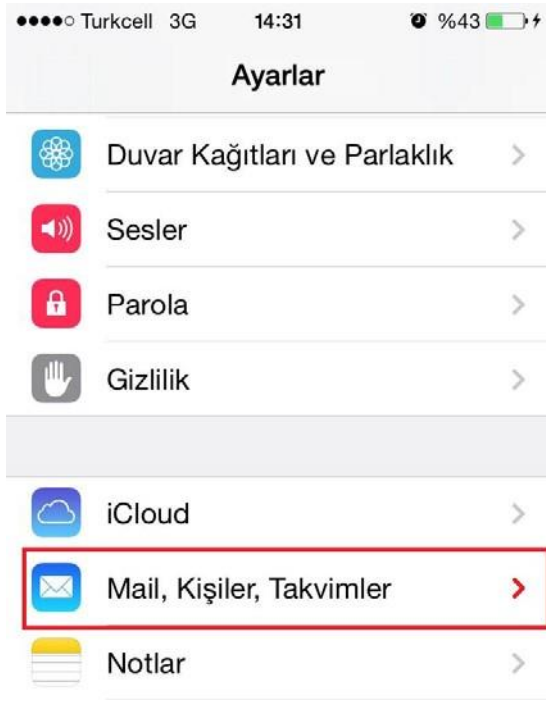 Turkcell 3G 14:31 %43
Ayarlar
Duvar Kağıtları ve Parlaklık
Sesler
Parola
Gizlilik
iCloud
Mail, Kişiler, Takvimler
Notlar